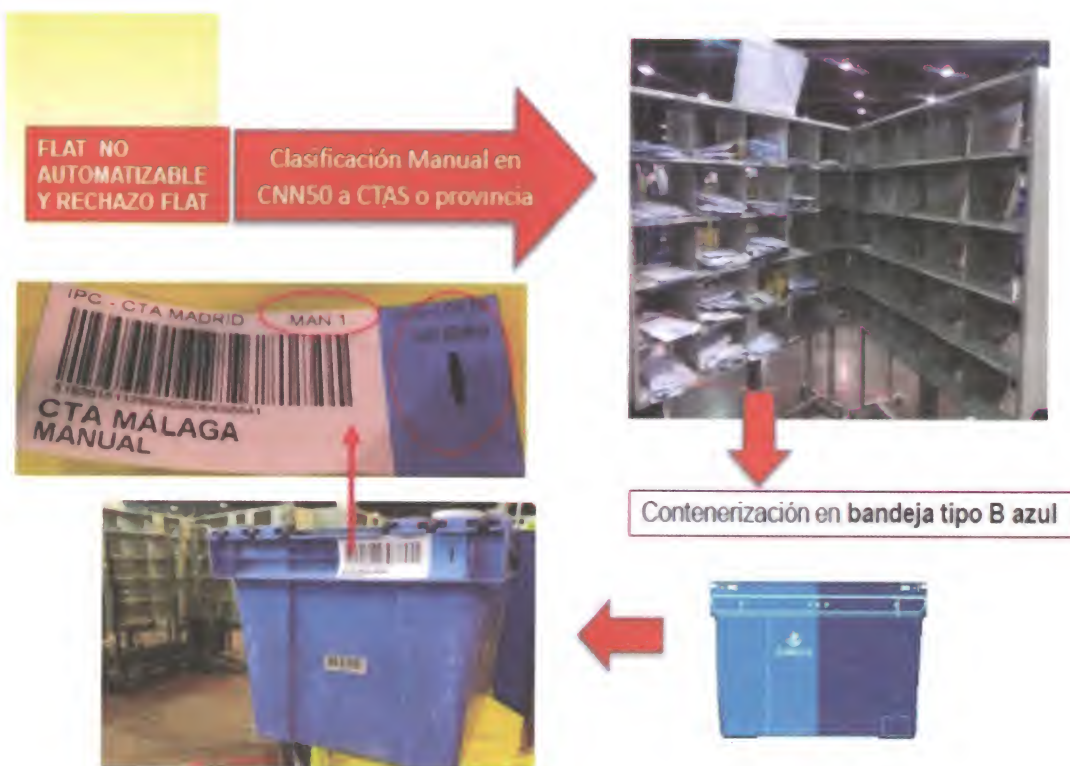 FLAT NO
AUTOMATIZABLE
Y RECHAZO FLAT
Clasificación Manual en
CNN50 a CTAS o provincia
IPC - CTA MADRID MAN 1
CTA MÁLAGA
MANUAL
Contenerización en bandeja tipo B azul